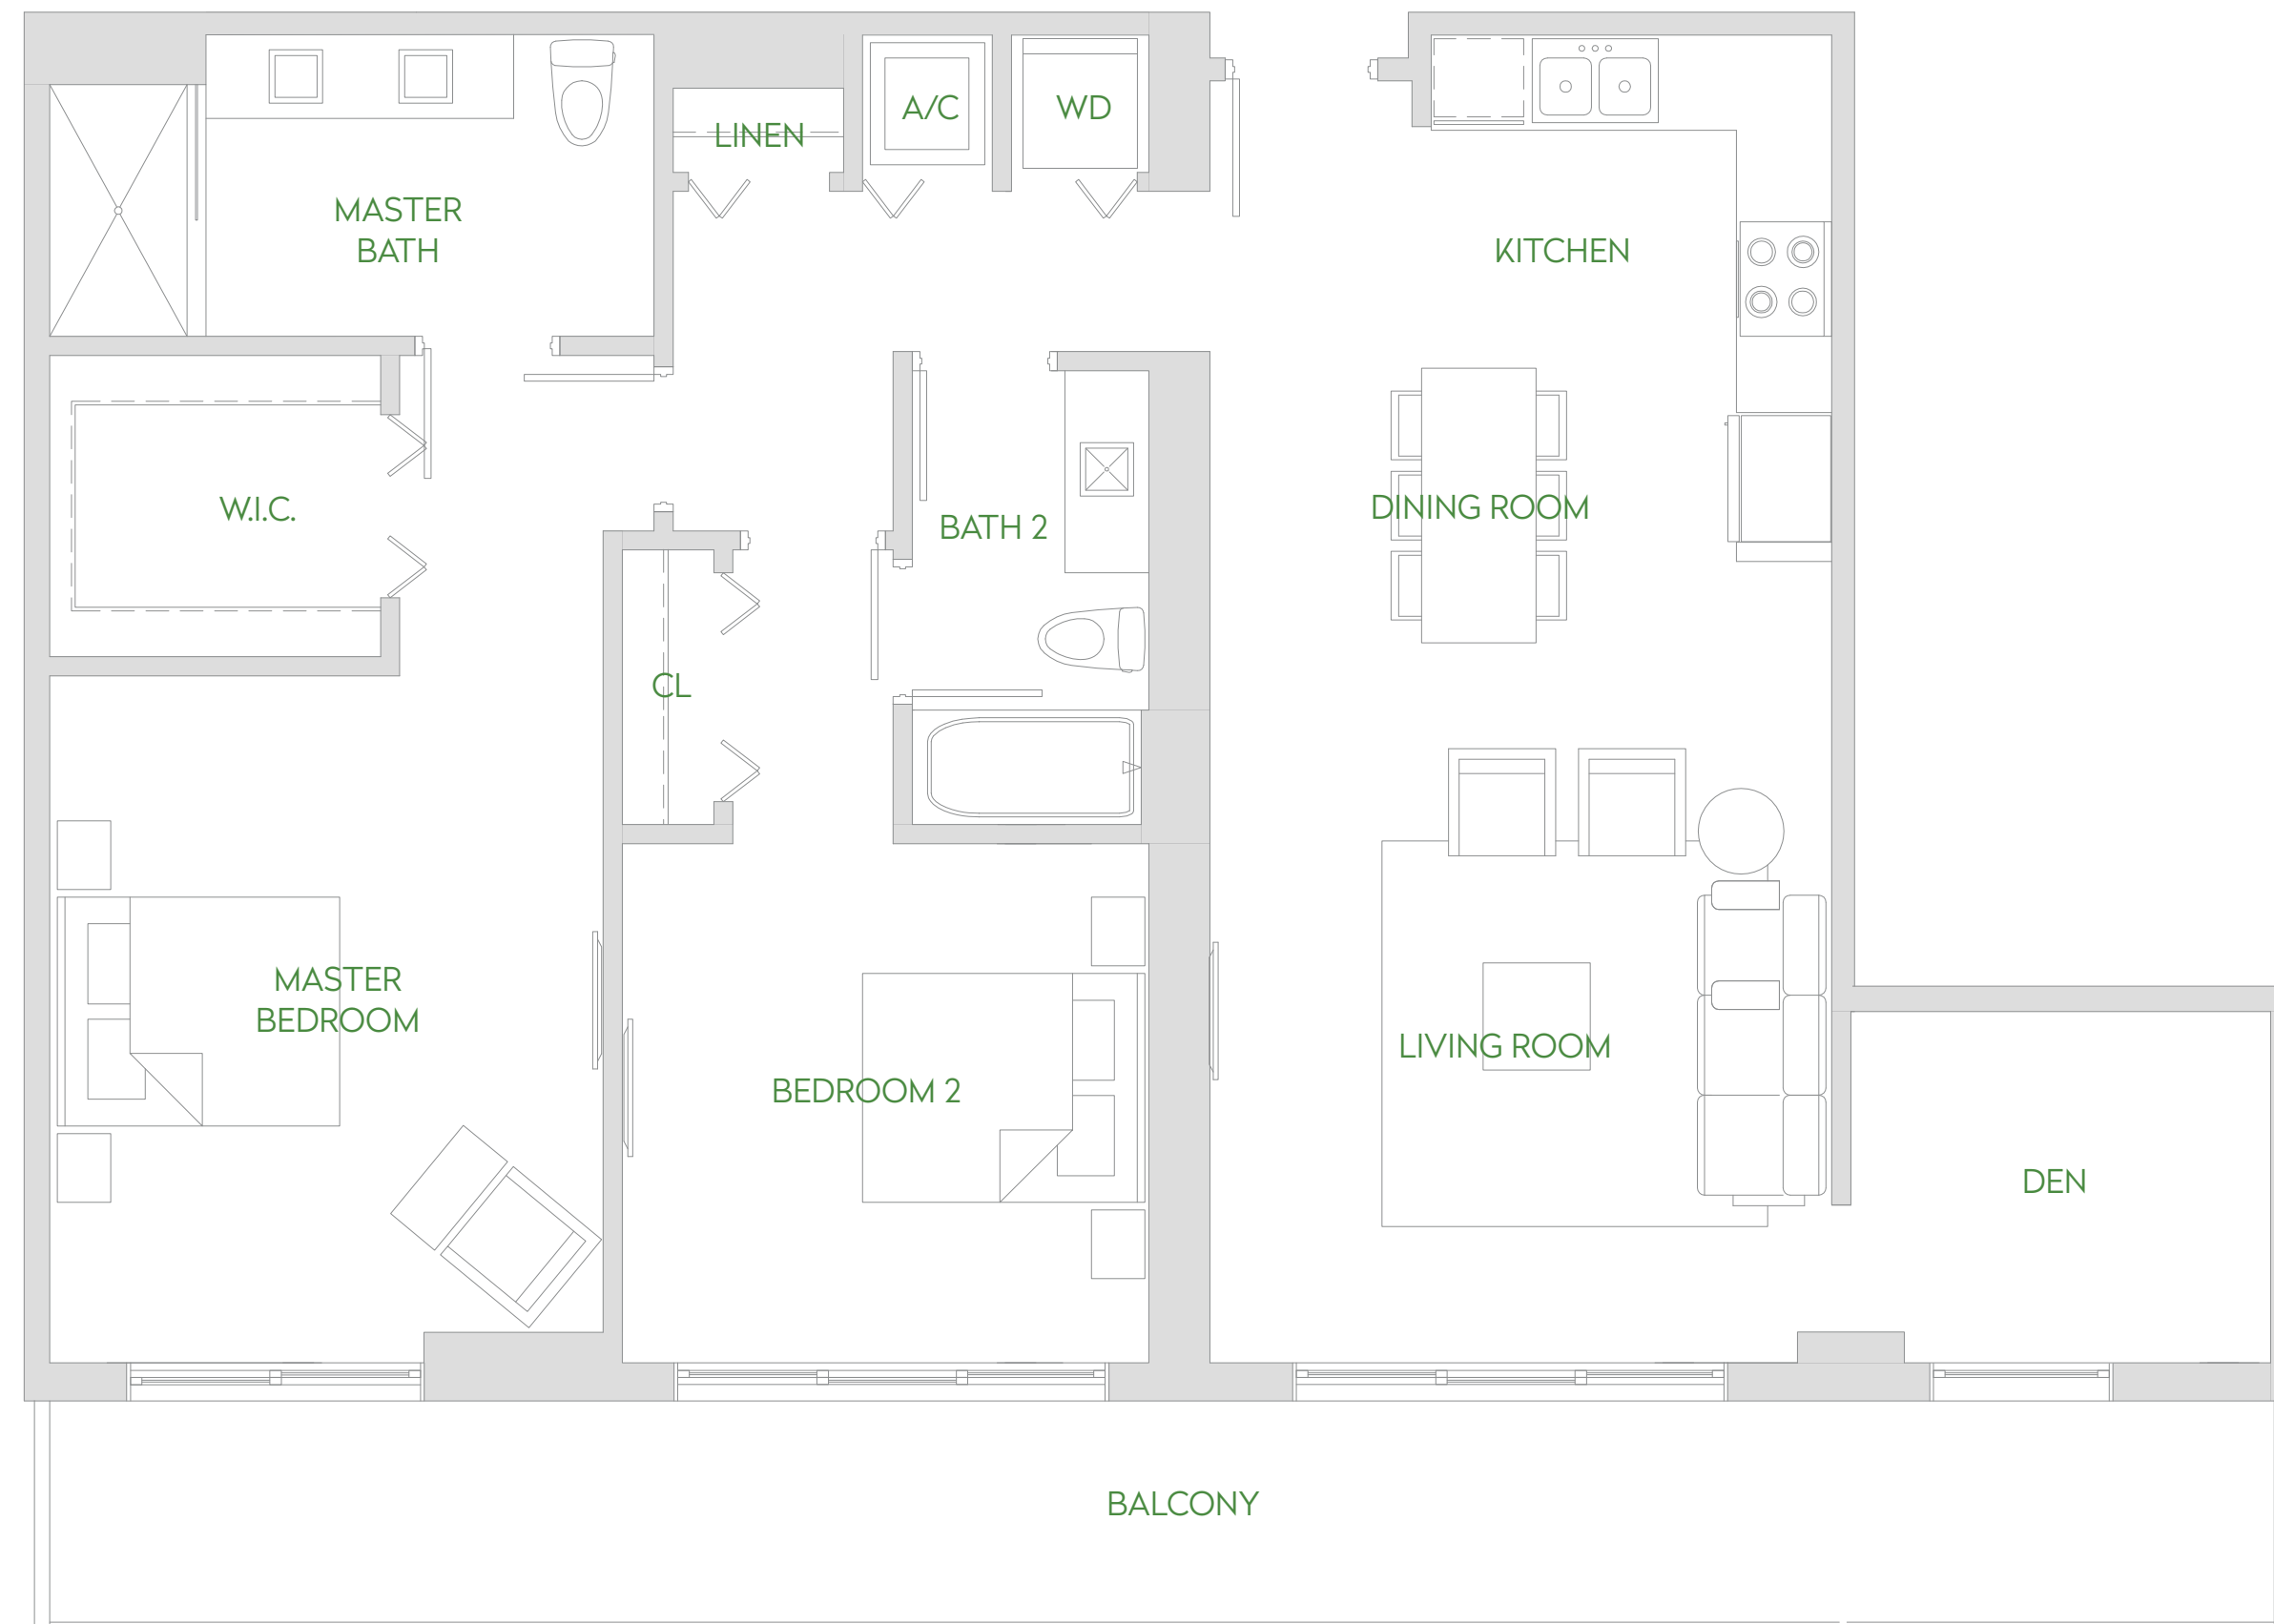 A/C
WD
LINEN
MASTER
BATH
KITCHEN
W.I.C.
DINING ROOM
BATH 2
CL
MASTER
BEDROOM
LIVING ROOM
BEDROOM 2
DEN
BALCONY